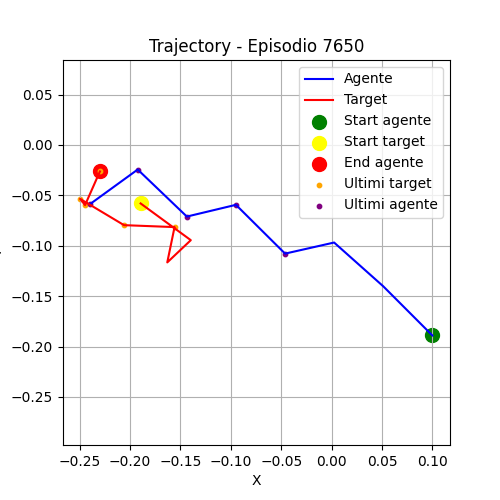 Trajectory - Episodio 7650
Agente
Target
Start agente
Start target
End agente
Ultimi target
Ultimi agente
0.05
0.00
−0.05
−0.10
−0.15
−0.20
−0.25
−0.25 −0.20 −0.15 −0.10 −0.05 0.00 0.05 0.10
X